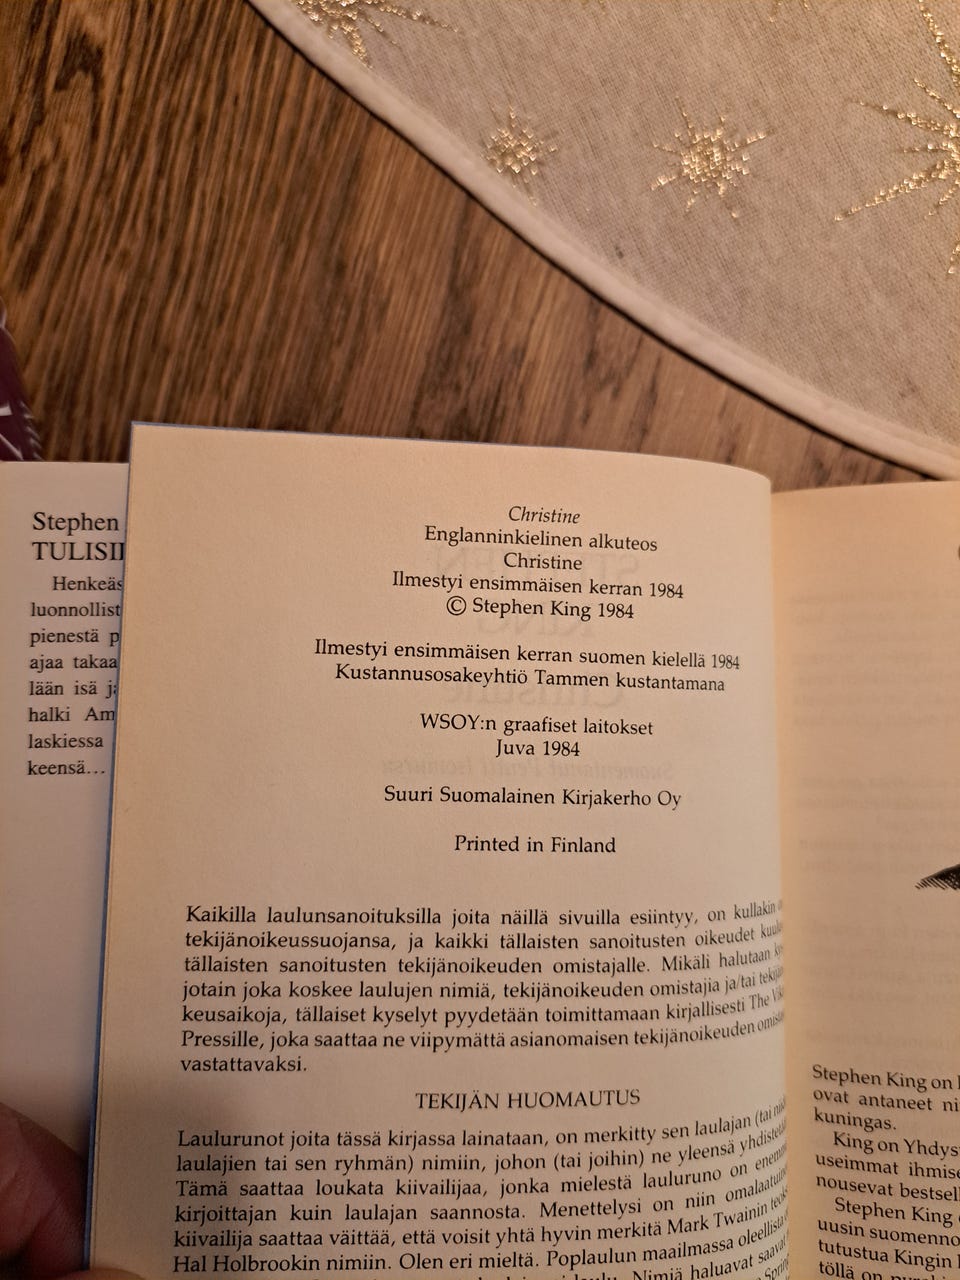 Stephen
TULISII
Henkeäs
luonnollist
pienestä p
ajaa takaa
lään isä j
halki Am
laskiessa
keensä...
Christine
Englanninkielinen alkuteos
Christine
Ilmestyi ensimmäisen kerran 1984
© Stephen King 1984
Ilmestyi ensimmäisen kerran suomen kielellä 1984
Kustannusosakeyhtiö Tammen kustantamana
WSOY:n graafiset laitokset
Juva 1984
Suuri Suomalainen Kirjakerho Oy
Printed in Finland
Kaikilla laulunsanoituksilla joita näillä sivuilla esiintyy, on kullakin
tekijänoikeussuojansa, ja kaikki tällaisten sanoitusten oikeudet
tällaisten sanoitusten tekijänoikeuden omistajalle. Mikäli halutaan
jotain joka koskee laulujen nimiä, tekijänoikeuden omistajia ja/tai
keusaikoja, tällaiset kyselyt pyydetään toimittamaan kirjallisesti The
Pressille, joka saattaa ne viipymättä asianomaisen tekijänoikeuden
vastattavaksi.
TEKIJÄN HUOMAUTUS
Laulurunot joita tässä kirjassa lainataan, on merkitty sen laulajan (tai
laulajien tai sen ryhmän) nimiin, johon (tai joihin) ne yleensä
Tämä saattaa loukata kiivailijaa, jonka mielestä lauluruno on
kirjoittajan kuin laulajan saannosta. Menettelysi on niin
kiivailija saattaa väittää, että voisit yhtä hyvin merkitä Mark Twainin
Hal Holbrookin nimiin. Olen eri mieltä. Poplaulun maailmassa
Nimiä haluavat
Stephen King on
ovat antaneet
kuningas.
King on
useimmat
nousevat
Stephen King
uusin
tutustua Kingin
töllä on